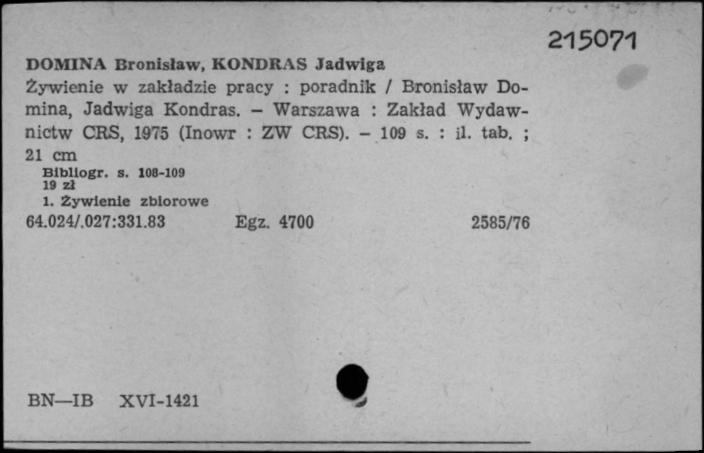 215071
DOMINA Bronisław, KONDRAS Jadwiga
Żywienie w zakładzie pracy : poradnik / Bronisław Do-
mina, Jadwiga Kondras. — Warszawa : Zakład Wydaw-
nictw CRS, 1975 (Inowr : ZW CRS). — 109 s. : il. tab. ;
21 cm
Bibliogr. s. 108-109
19 zł
1. Żywienie zbiorowe
64.024/.027:331.83 Egz. 4700 2585/76
BN—IB XVI-1421